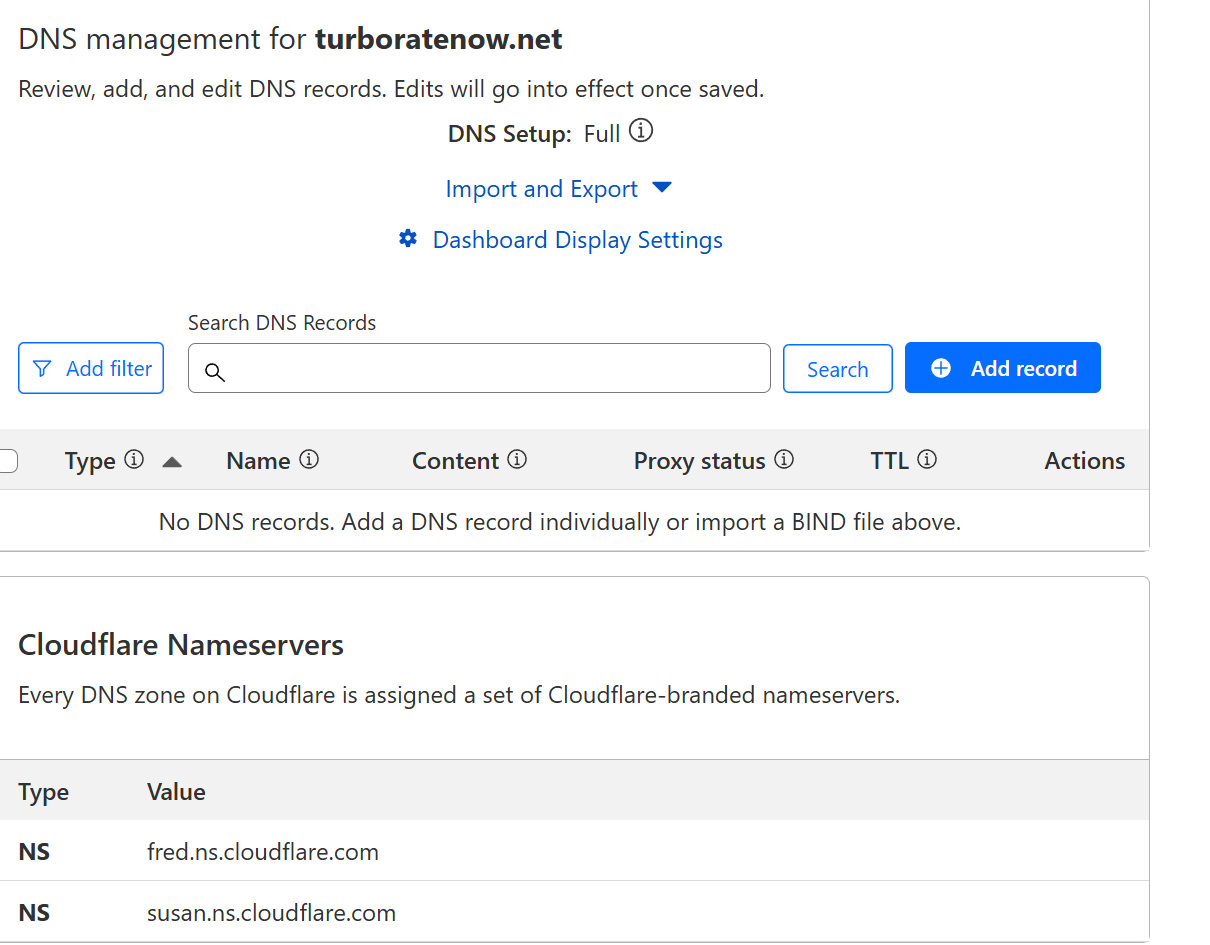 DNS management for turboratenow.net
Review, add, and edit DNS records. Edits will go into effect once saved.
DNS Setup: Full
Import and Export
Dashboard Display Settings
Search DNS Records
Add filter
Search
Add record
Type Name Content Proxy status TTL Actions
No DNS records. Add a DNS record individually or import a BIND file above.
Cloudflare Nameservers
Every DNS zone on Cloudflare is assigned a set of Cloudflare-branded nameservers.
Type Value
NS fred.ns.cloudflare.com
NS susan.ns.cloudflare.com